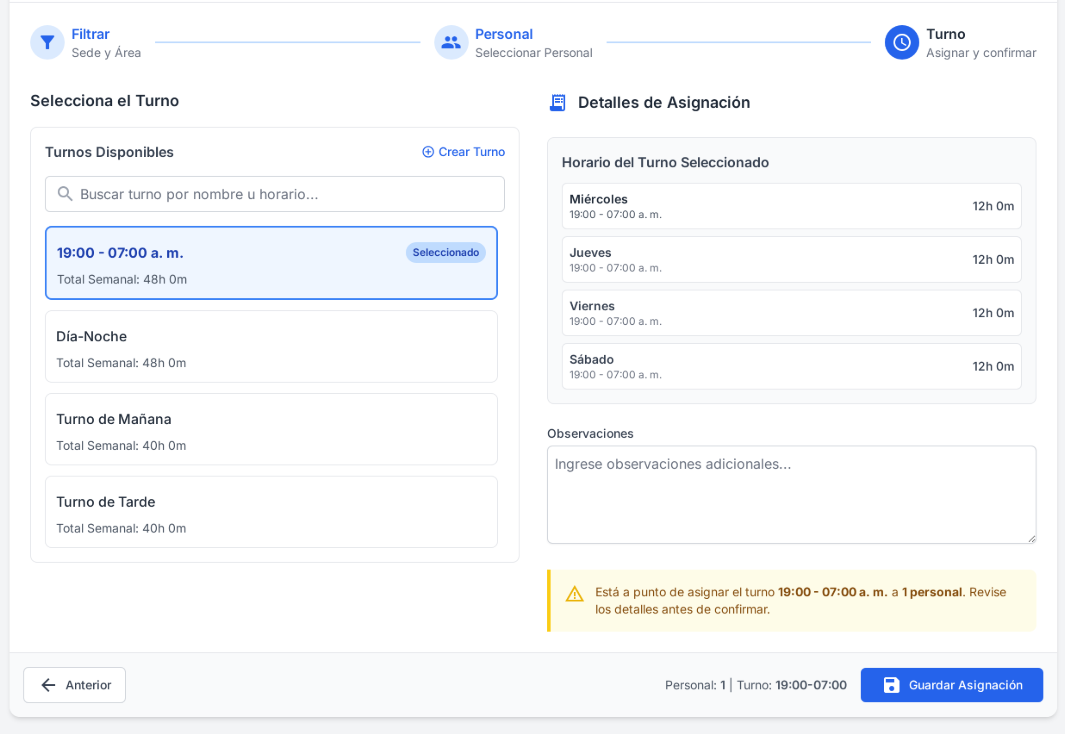 Filtrar
Sede y Área
Personal
Seleccionar Personal
Turno
Asignar y confirmar
Selecciona el Turno
Turnos Disponibles
Crear Turno
Buscar turno por nombre u horario...
19:00 - 07:00 a. m.
Seleccionado
Total Semanal: 48h 0m
Día-Noche
Total Semanal: 48h 0m
Turno de Mañana
Total Semanal: 40h 0m
Turno de Tarde
Total Semanal: 40h 0m
Detalles de Asignación
Horario del Turno Seleccionado
Miércoles
19:00 - 07:00 a. m.
12h 0m
Jueves
19:00 - 07:00 a. m.
12h 0m
Viernes
19:00 - 07:00 a. m.
12h 0m
Sábado
19:00 - 07:00 a. m.
12h 0m
Observaciones
Ingrese observaciones adicionales...
Está a punto de asignar el turno 19:00 - 07:00 a. m. a 1 personal. Revise
los detalles antes de confirmar.
Anterior
Personal: 1 | Turno: 19:00-07:00
Guardar Asignación